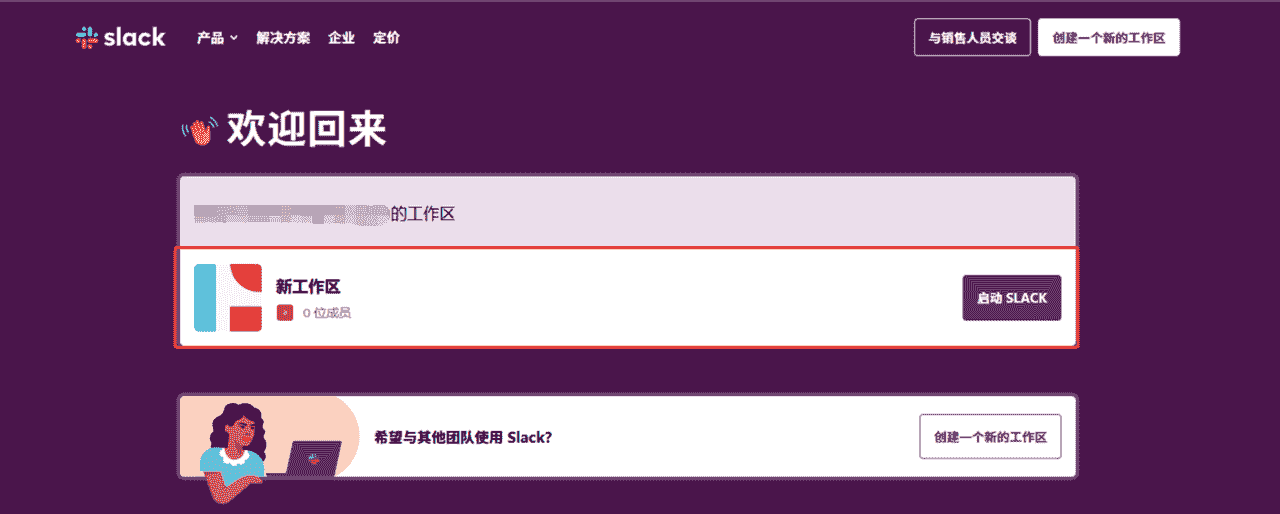 slack 产品 解决方案 企业 定价 与销售人员交谈 创建一个新的工作区
欢迎回来
的工作区
新工作区
0 位成员
启动 SLACK
希望与其他团队使用 Slack?
创建一个新的工作区